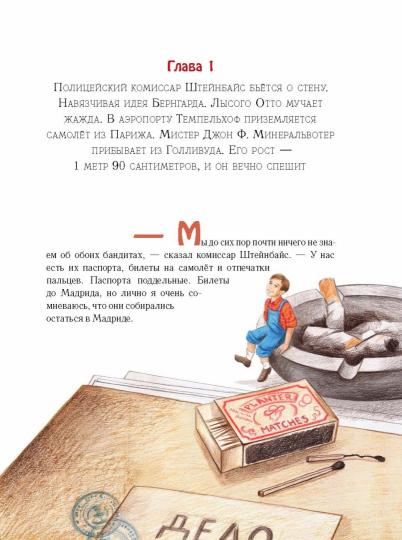 Глава 1
Полицейский комиссар Штейнбайс бьётся о стену.
Навязчивая идея Бернгарда. Лысого Отто мучает
жажда. В аэропорту Темпельхоф приземляется
самолёт из Парижа. Мистер Джон Ф. Минеральвотер
прибывает из Голливуда. Его рост —
1 метр 90 сантиметров, и он вечно спешит
— Мы до сих пор почти ничего не зна-
ем об обоих бандитах, — сказал комиссар Штейнбайс. — У нас
есть их паспорта, билеты на самолёт и отпечатки
пальцев. Паспорта поддельные. Билеты
до Мадрида, но лично я очень со-
мневаюсь, что они собирались
остаться в Мадриде.
PLANTER
MATCHES
ДЕЛО